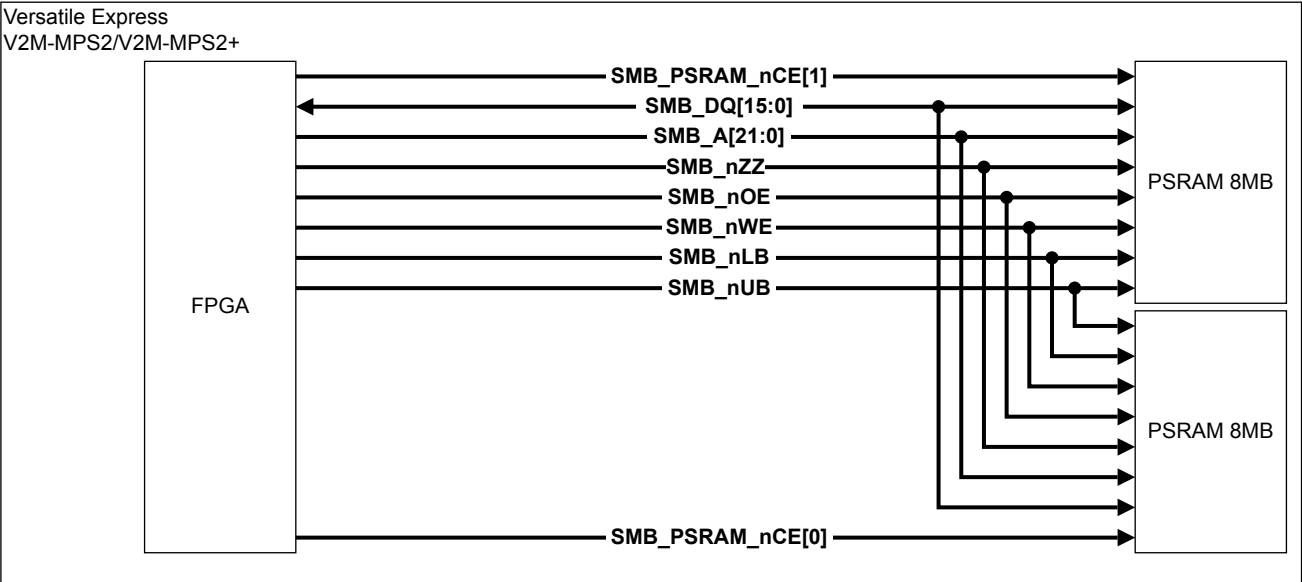 Versatile Express
V2M-MPS2/V2M-MPS2+
SMB_PSRAM_nCE[1]
SMB_DQ[15:0]
SMB_A[21:0]
SMB_nZZ
PSRAM 8MB
SMB_nOE
SMB_nWE
SMB_nLB
SMB_nUB
FPGA
PSRAM 8MB
SMB_PSRAM_nCE[0]